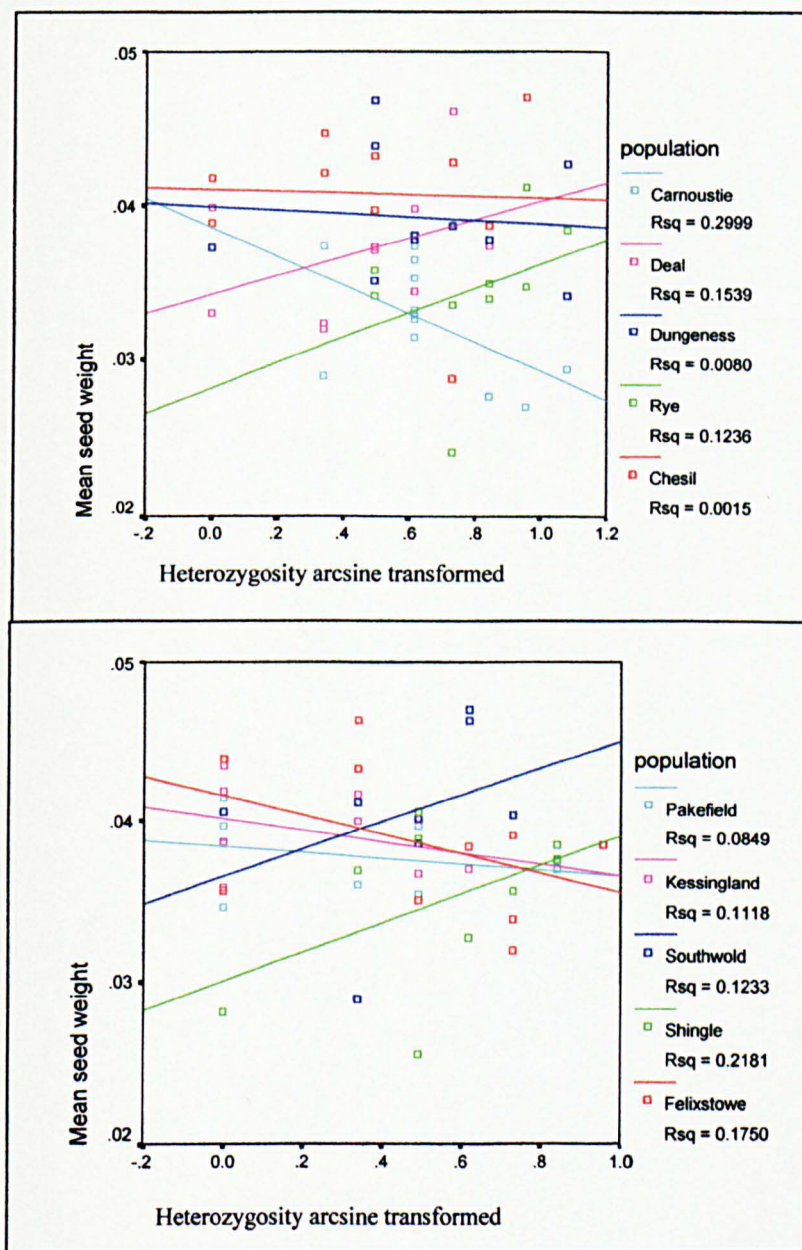 .05
.04
.03
.02
Mean seed weight
-.2 0.0 .2 .4 .6 .8 1.0 1.2
Heterozygosity arcsine transformed
population
Carnoustie
Rsq = 0.2999
Deal
Rsq = 0.1539
Dungeness
Rsq = 0.0080
Rye
Rsq = 0.1236
Chesil
Rsq = 0.0015
.05
.04
.03
.02
Mean seed weight
-.2 0.0 .2 .4 .6 .8 1.0
Heterozygosity arcsine transformed
population
Pakefield
Rsq = 0.0849
Kessingland
Rsq = 0.1118
Southwold
Rsq = 0.1233
Shingle
Rsq = 0.2181
Felixstowe
Rsq = 0.1750